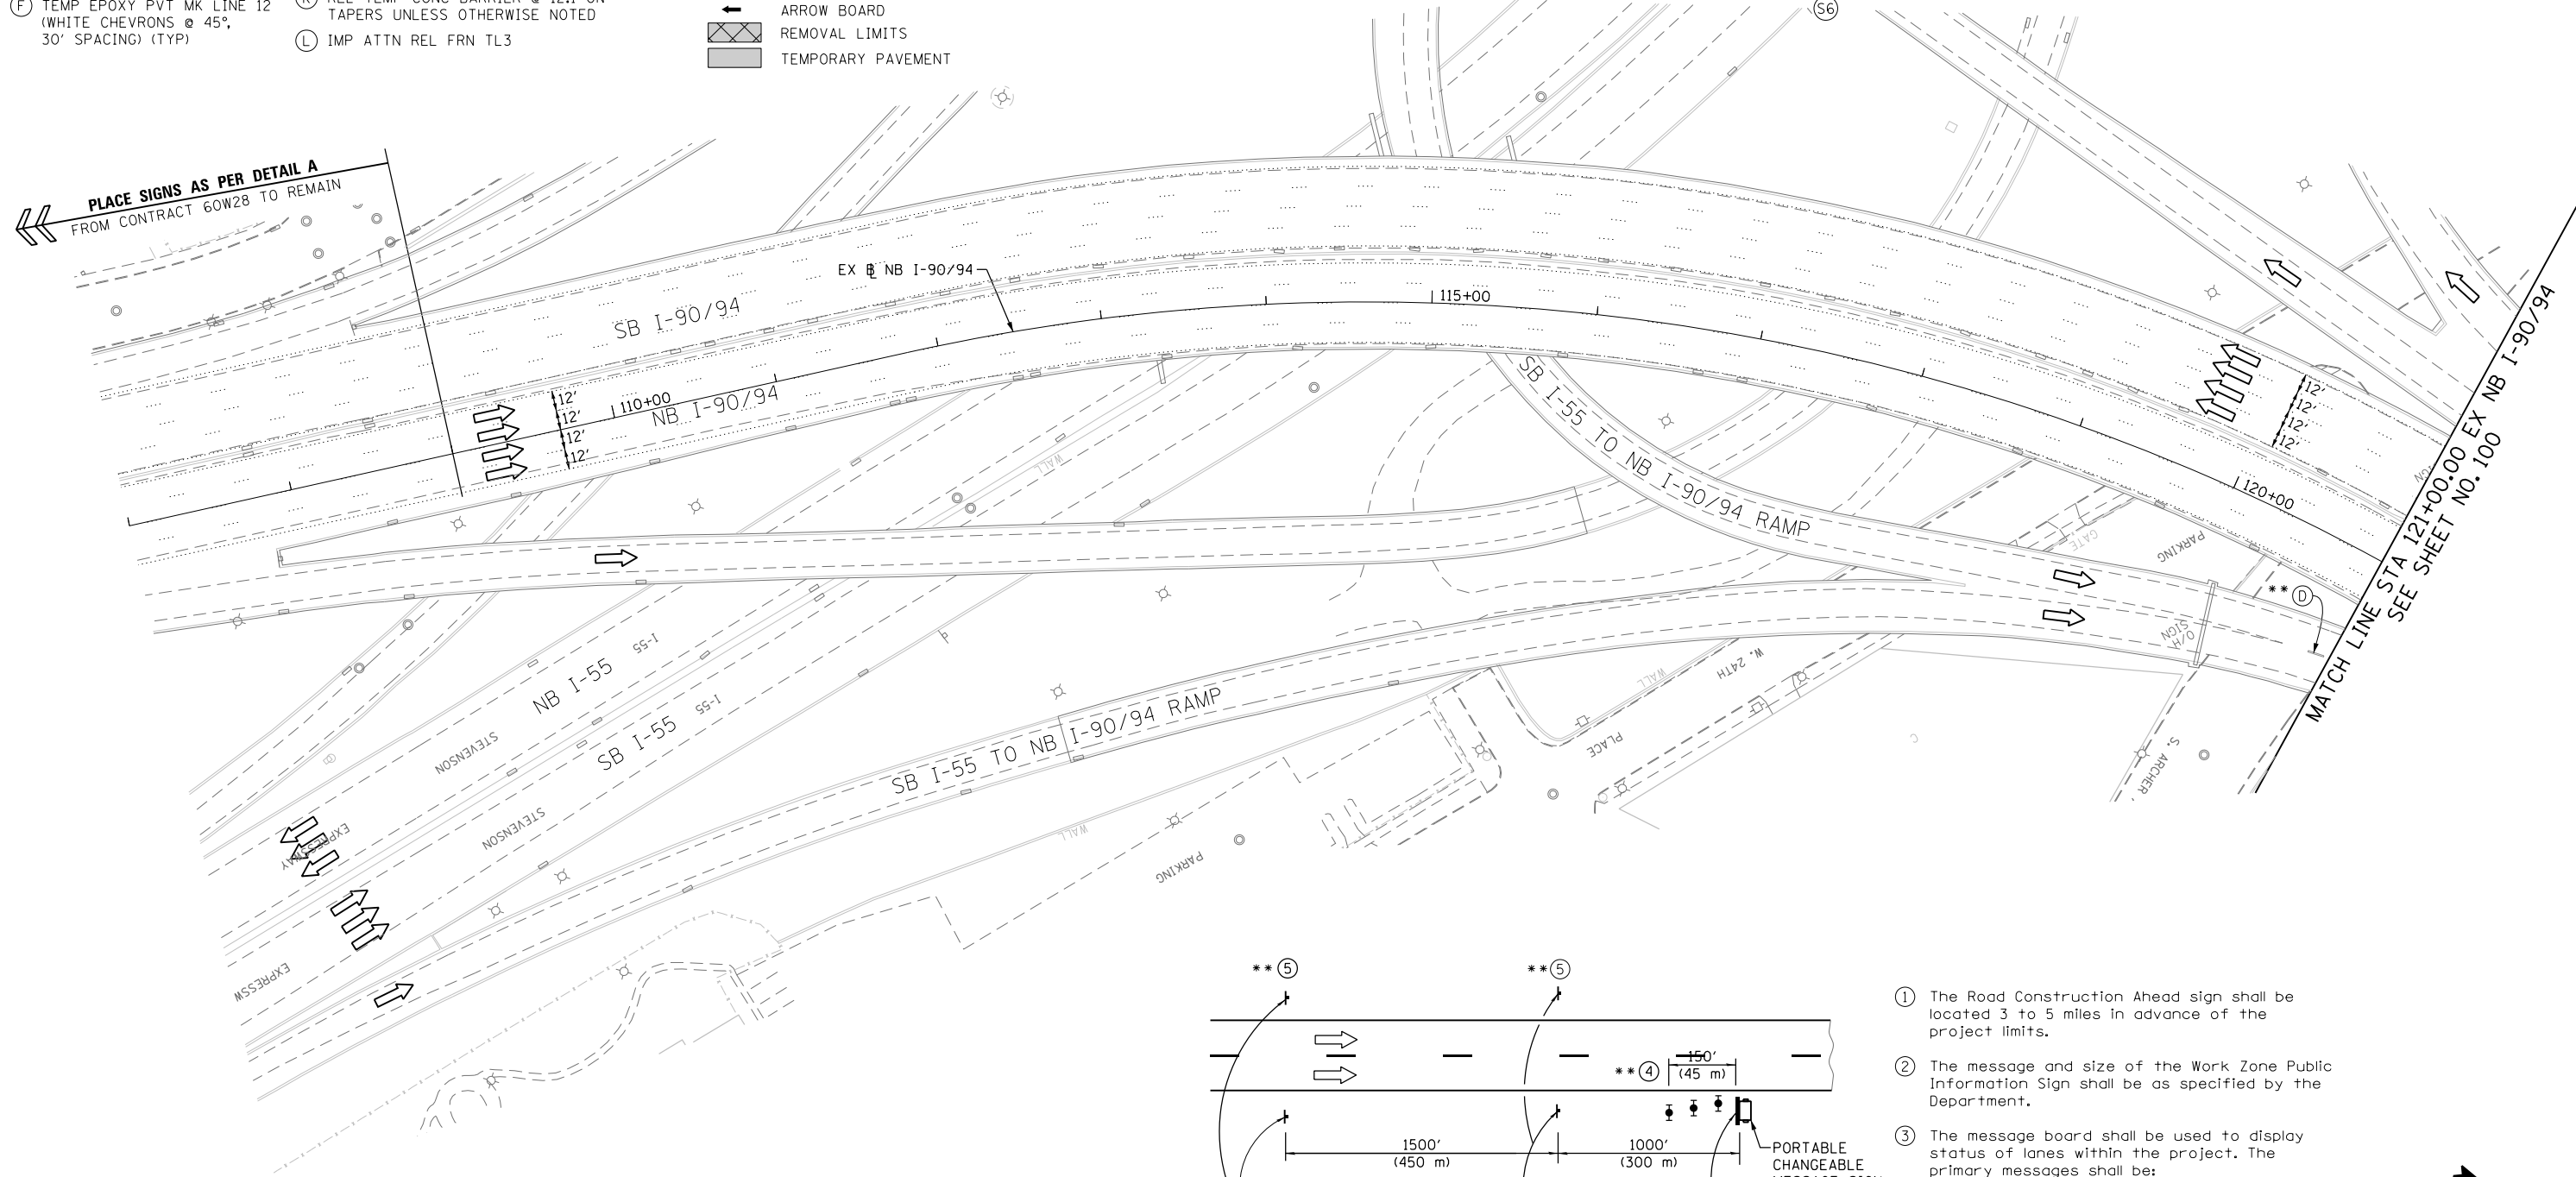 F TEMP EPOXY PVT MK LINE 12
(WHITE CHEVRONS @ 45°,
30' SPACING) (TYP)
TAPERS UNLESS OTHERWISE NOTED
L IMP ATTN REL FRN TL3
ARROW BOARD
REMOVAL LIMITS
TEMPORARY PAVEMENT
S6
PLACE SIGNS AS PER DETAIL A
FROM CONTRACT 60W28 TO REMAIN
EX ℄ NB I-90/94
SB I-90/94
115+00
12'
12'
12'
12'
110+00
NB I-90/94
SB I-55 TO NB I-90/94 RAMP
12'
12'
12'
12'
120+00
SIGN
MATCH LINE STA 121+00.00 EX NB I-90/94
SEE SHEET NO. 100
WALL
GATE
PARKING
** D
O/H
SIGN
NB I-55
I-55
SB I-55
I-55
STEVENSON
STEVENSON
EXPRESSWAY
EXPRESSW
SB I-55 TO NB I-90/94 RAMP
WALL
W. 24TH
PLACE
WALL
PARKING
C
S. ARCHER
** 5
** 5
** 4
150'
(45 m)
1500'
(450 m)
1000'
(300 m)
PORTABLE
CHANGEABLE
1 The Road Construction Ahead sign shall be
located 3 to 5 miles in advance of the
project limits.
2 The message and size of the Work Zone Public
Information Sign shall be as specified by the
Department.
3 The message board shall be used to display
status of lanes within the project. The
primary messages shall be: